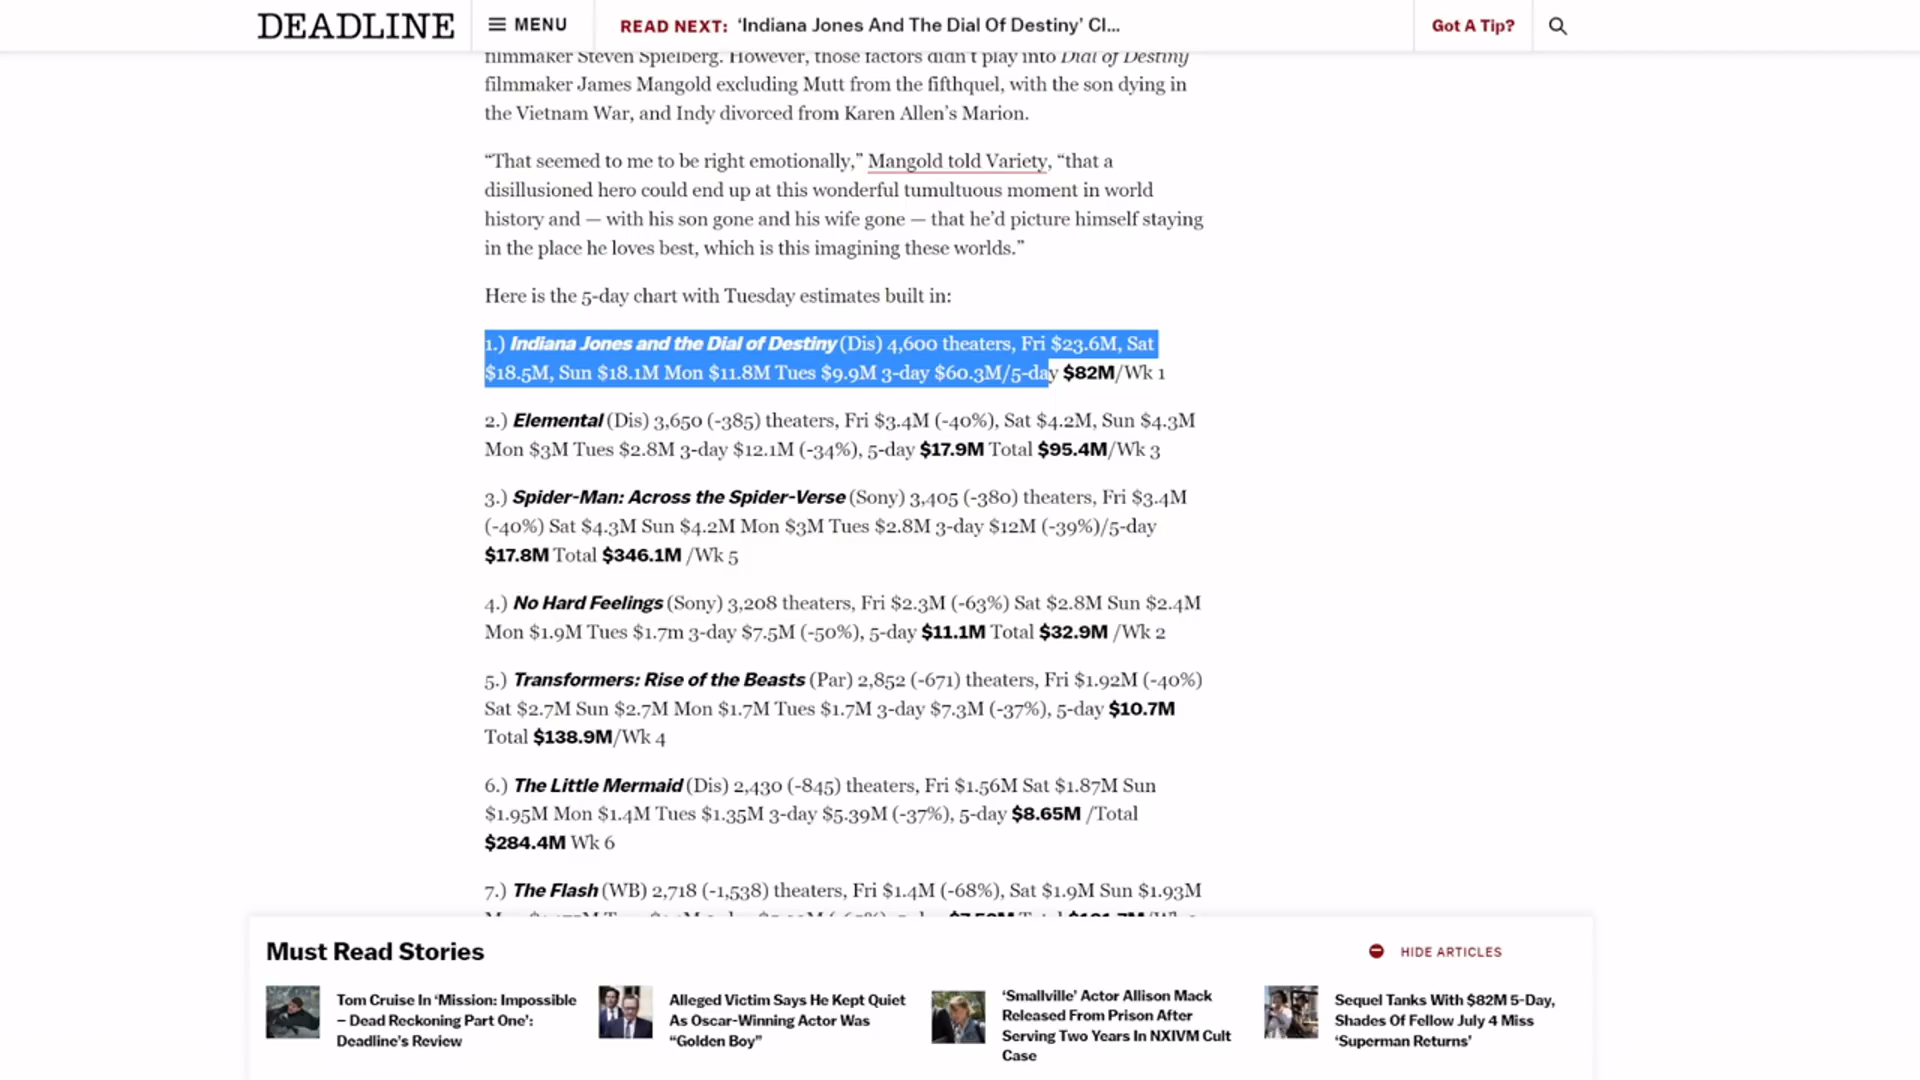 DEADLINE
MENU
READ NEXT: ‘Indiana Jones And The Dial Of Destiny’ Cl...
Got A Tip?
filmmaker Steven Spielberg. However, those factors didn’t play into Dial of Destiny
filmmaker James Mangold excluding Mutt from the fifthquel, with the son dying in
the Vietnam War, and Indy divorced from Karen Allen’s Marion.
“That seemed to me to be right emotionally,” Mangold told Variety, “that a
disillusioned hero could end up at this wonderful tumultuous moment in world
history and — with his son gone and his wife gone — that he’d picture himself staying
in the place he loves best, which is this imagining these worlds.”
Here is the 5-day chart with Tuesday estimates built in:
1.) Indiana Jones and the Dial of Destiny (Dis) 4,600 theaters, Fri $23.6M, Sat
$18.5M, Sun $18.1M Mon $11.8M Tues $9.9M 3-day $60.3M/5-day $82M/Wk 1
2.) Elemental (Dis) 3,650 (-385) theaters, Fri $3.4M (-40%), Sat $4.2M, Sun $4.3M
Mon $3M Tues $2.8M 3-day $12.1M (-34%), 5-day $17.9M Total $95.4M/Wk 3
3.) Spider-Man: Across the Spider-Verse (Sony) 3,405 (-380) theaters, Fri $3.4M
(-40%) Sat $4.3M Sun $4.2M Mon $3M Tues $2.8M 3-day $12M (-39%)/5-day
$17.8M Total $346.1M /Wk 5
4.) No Hard Feelings (Sony) 3,208 theaters, Fri $2.3M (-63%) Sat $2.8M Sun $2.4M
Mon $1.9M Tues $1.7m 3-day $7.5M (-50%), 5-day $11.1M Total $32.9M /Wk 2
5.) Transformers: Rise of the Beasts (Par) 2,852 (-671) theaters, Fri $1.92M (-40%)
Sat $2.7M Sun $2.7M Mon $1.7M Tues $1.7M 3-day $7.3M (-37%), 5-day $10.7M
Total $138.9M/Wk 4
6.) The Little Mermaid (Dis) 2,430 (-845) theaters, Fri $1.56M Sat $1.87M Sun
$1.95M Mon $1.4M Tues $1.35M 3-day $5.39M (-37%), 5-day $8.65M /Total
$284.4M Wk 6
7.) The Flash (WB) 2,718 (-1,538) theaters, Fri $1.4M (-68%), Sat $1.9M Sun $1.93M
Must Read Stories
HIDE ARTICLES
Tom Cruise In ‘Mission: Impossible
– Dead Reckoning Part One’:
Deadline’s Review
Alleged Victim Says He Kept Quiet
As Oscar-Winning Actor Was
“Golden Boy”
‘Smallville’ Actor Allison Mack
Released From Prison After
Serving Two Years In NXIVM Cult
Case
Sequel Tanks With $82M 5-Day,
Shades Of Fellow July 4 Miss
‘Superman Returns’